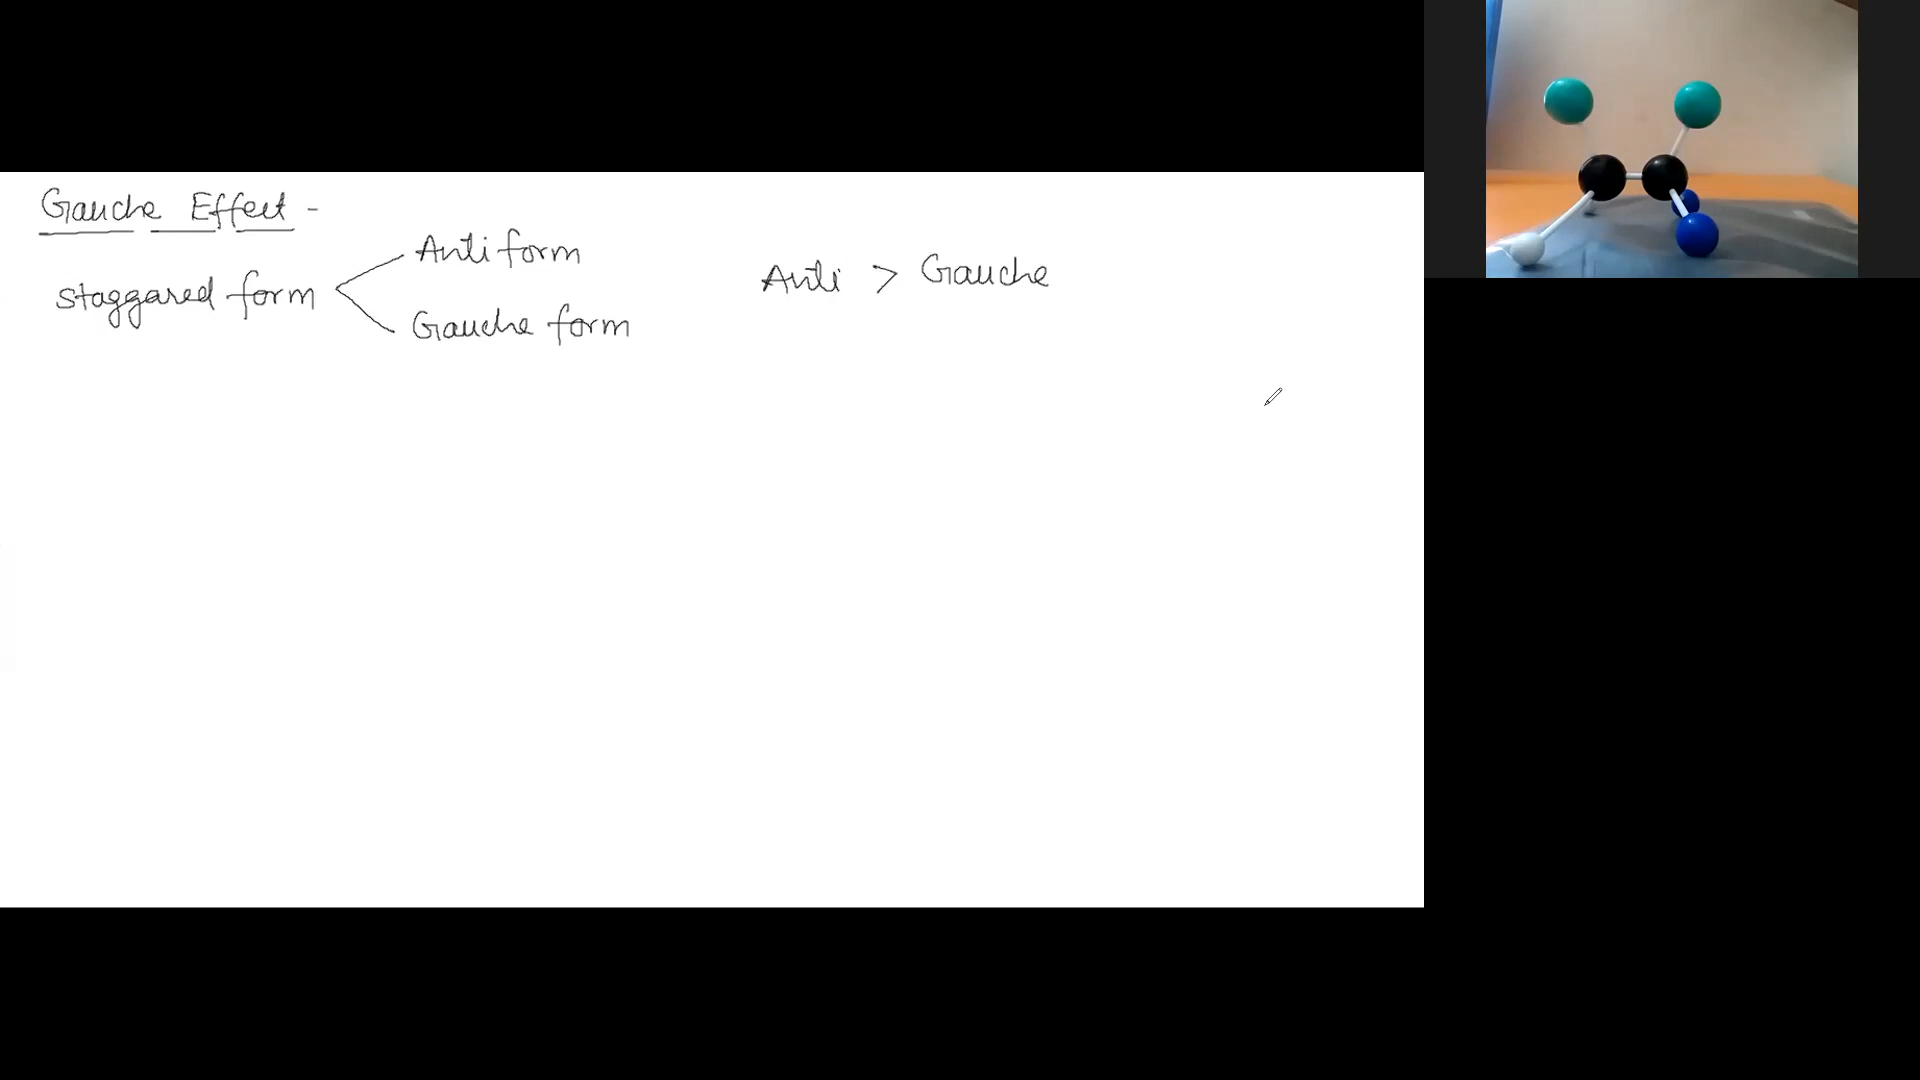 Gauche Effect -
Anti form
staggared form
Gauche form
Anti > Gauche